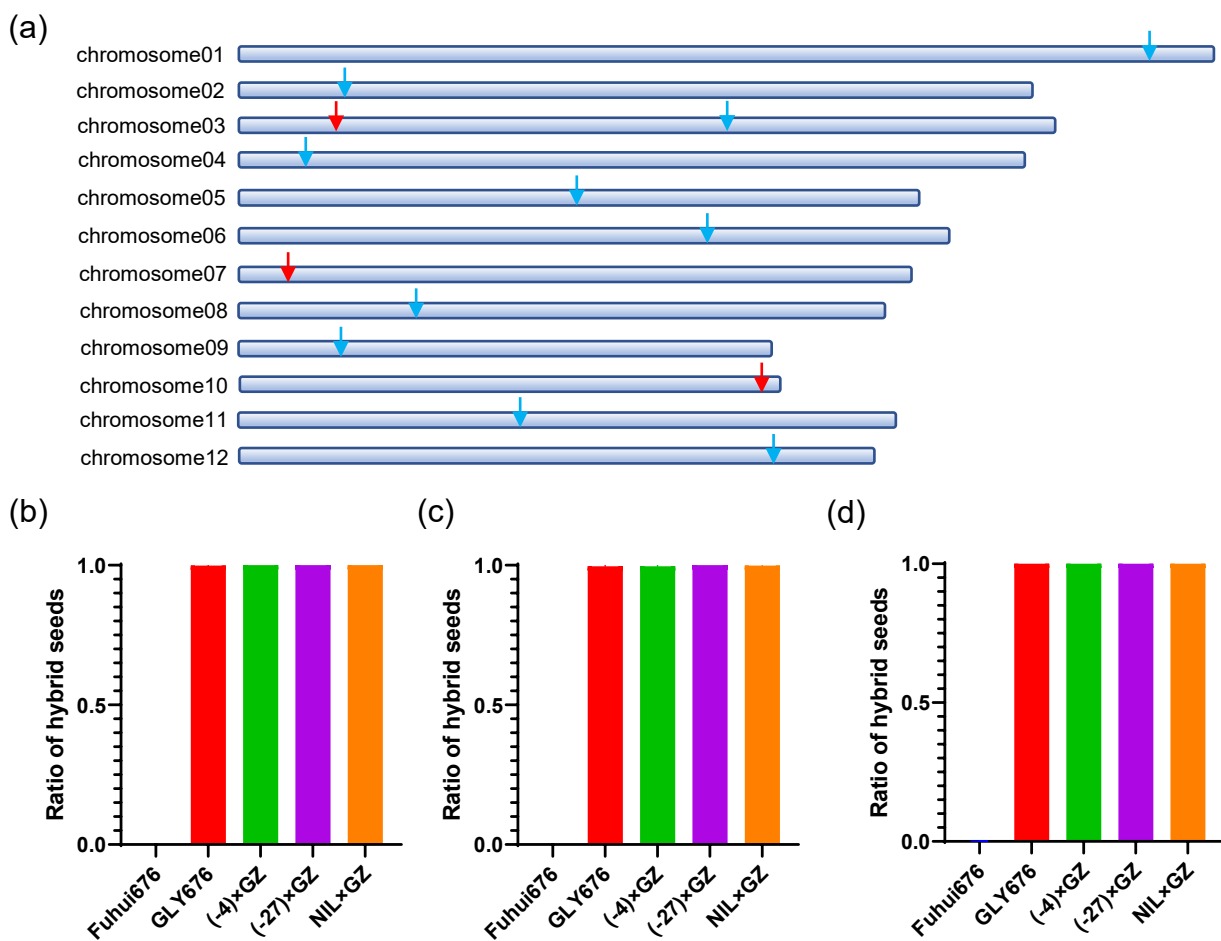 (a)
chromosome01
chromosome02
chromosome03
chromosome04
chromosome05
chromosome06
chromosome07
chromosome08
chromosome09
chromosome10
chromosome11
chromosome12
(b)
Ratio of hybrid seeds
1.0
0.5
0.0
Fuhui676
GLY676
(-4)×GZ
(-27)×GZ
NIL×GZ
(c)
Ratio of hybrid seeds
1.0
0.5
0.0
Fuhui676
GLY676
(-4)×GZ
(-27)×GZ
NIL×GZ
(d)
Ratio of hybrid seeds
1.0
0.5
0.0
Fuhui676
GLY676
(-4)×GZ
(-27)×GZ
NIL×GZ